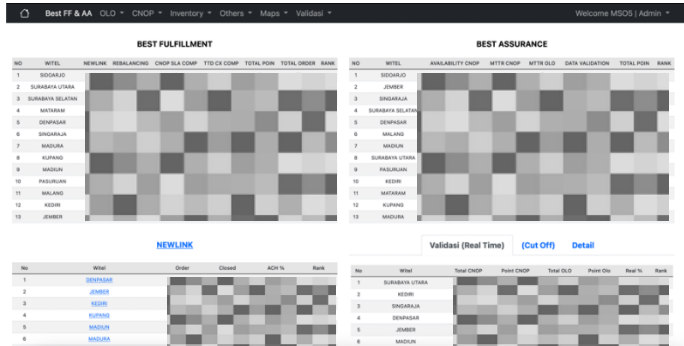 Best FF & AA OLO CNOP Inventory Others Maps Validasi Welcome MSO5 | Admin
BEST FULFILLMENT
NO WITEL NEWLINK REBALANCING CNOP SLA COMP TTD CX COMP TOTAL POIN TOTAL ORDER RANK
1 SIDOARJO
2 SURABAYA UTARA
3 SURABAYA SELATAN
4 MATARAM
5 DENPASAR
6 SINGARAJA
7 MADURA
8 KUPANG
9 MADIUN
10 PASURUAN
11 MALANG
12 KEDIRI
13 JEMBER
BEST ASSURANCE
NO WITEL AVAILABILITY CNOP MTTR CNOP MTTR OLO DATA VALIDATION TOTAL POIN RANK
1 SIDOARJO
2 JEMBER
3 SINGARAJA
4 SURABAYA SELATAN
5 DENPASAR
6 MALANG
7 MADIUN
8 SURABAYA UTARA
9 PASURUAN
10 KEDIRI
11 MATARAM
12 KUPANG
13 MADURA
NEWLINK
No Witel Order Closed ACH % Rank
1 DENPASAR
2 JEMBER
3 KEDIRI
4 KUPANG
5 MADIUN
6 MADURA
Validasi (Real Time) (Cut Off) Detail
No Witel Total CNOP Point CNOP Total OLO Point Olo Real % Rank
1 SURABAYA UTARA
2 KEDIRI
3 SINGARAJA
4 DENPASAR
5 JEMBER
6 MADIUN